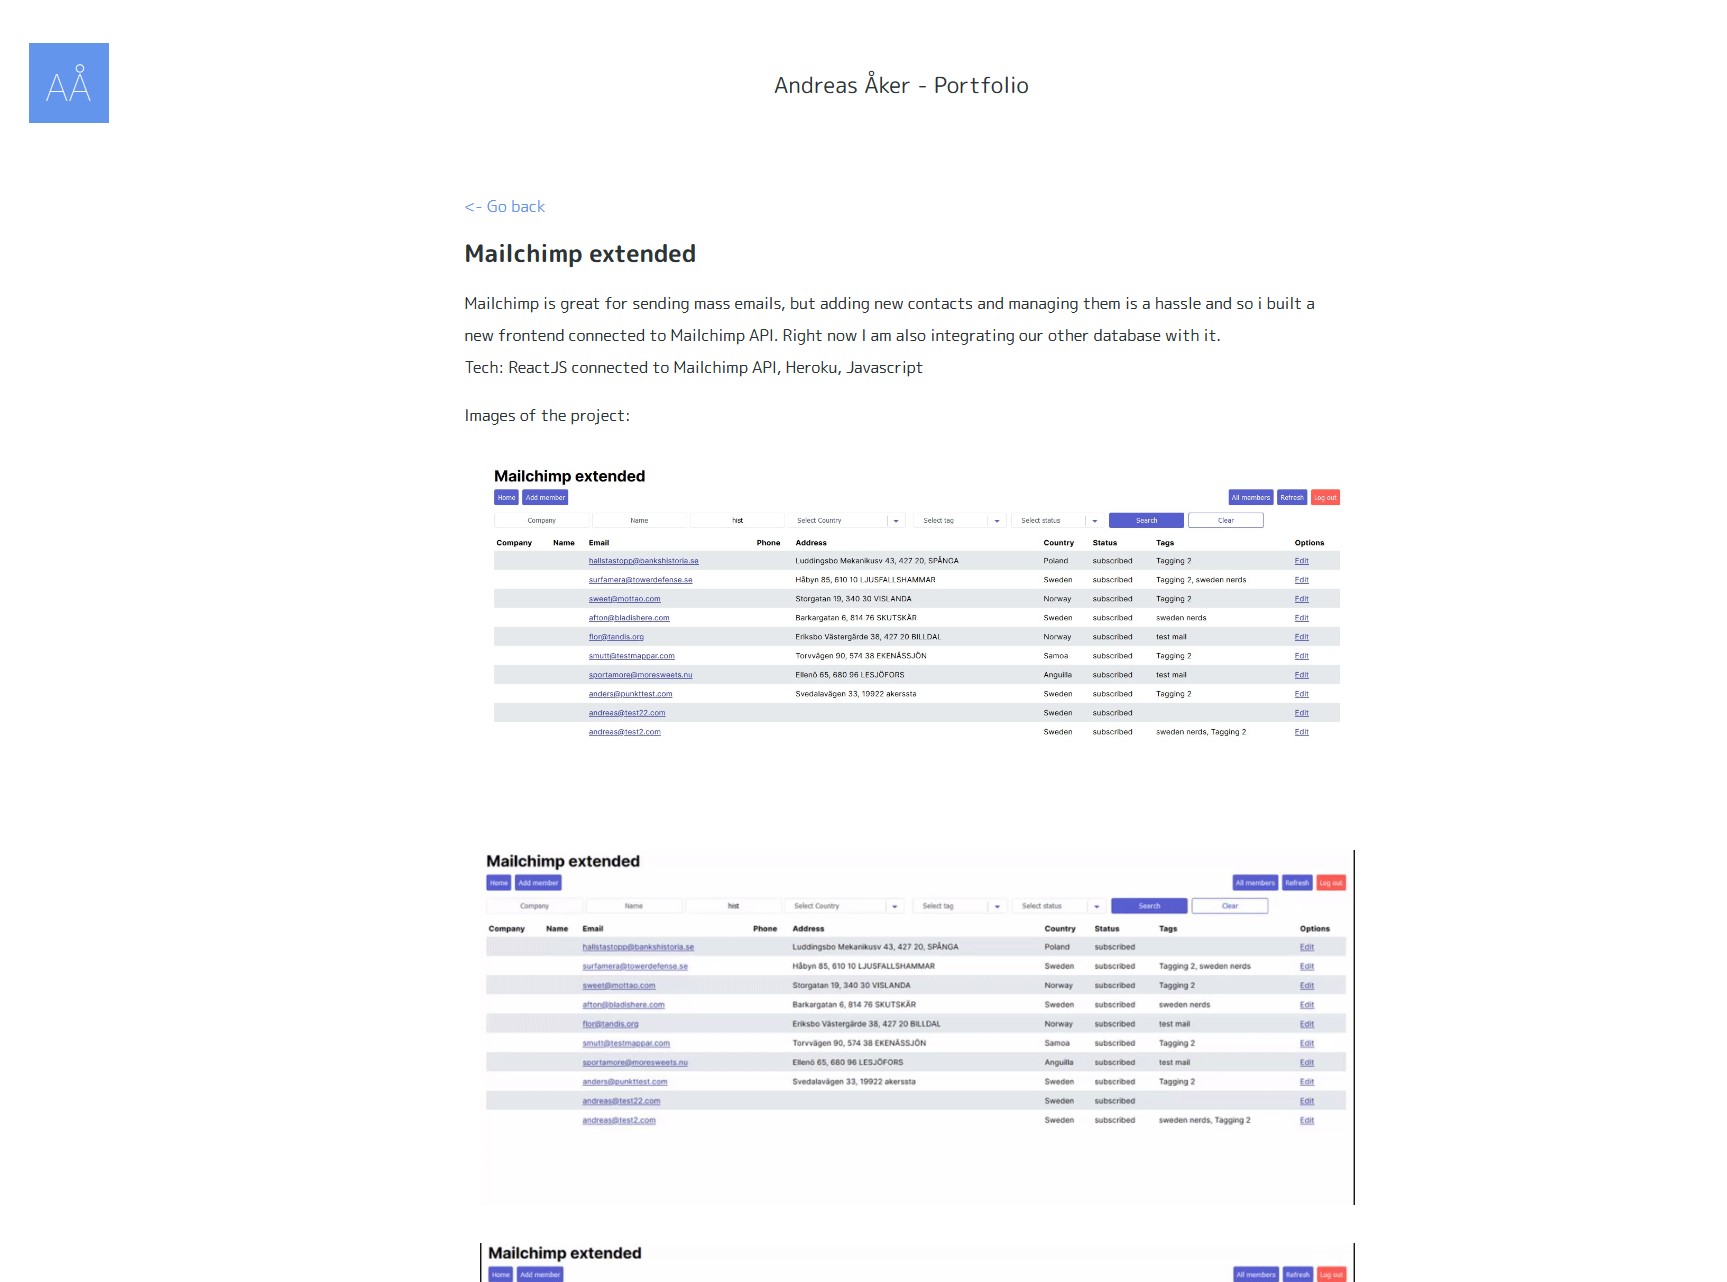 AÅ
Andreas Åker - Portfolio
<- Go back
Mailchimp extended
Mailchimp is great for sending mass emails, but adding new contacts and managing them is a hassle and so i built a
new frontend connected to Mailchimp API. Right now I am also integrating our other database with it.
Tech: ReactJS connected to Mailchimp API, Heroku, Javascript
Images of the project:
Mailchimp extended
Home Add member All members Refresh Log out
Company Name hist Select Country Select tag Select status Search Clear
Company Name Email Phone Address Country Status Tags Options
hallstastopp@bankshistoria.se Luddingsbo Mekanikusv 43, 427 20, SPÅNGA Poland subscribed Tagging 2 Edit
surfamera@towerdefense.se Håbyn 85, 610 10 LJUSFALLSHAMMAR Sweden subscribed Tagging 2, sweden nerds Edit
sweet@mottao.com Storgatan 19, 340 30 VISLANDA Norway subscribed Tagging 2 Edit
afton@bladishere.com Barkargatan 6, 814 76 SKUTSKÄR Sweden subscribed sweden nerds Edit
flor@tandis.org Eriksbo Västergärde 38, 427 20 BILLDAL Norway subscribed test mail Edit
smutt@testmappar.com Torvvägen 90, 574 38 EKENÄSSJÖN Samoa subscribed Tagging 2 Edit
sportamore@moresweets.nu Ellenö 65, 680 96 LESJÖFORS Anguilla subscribed test mail Edit
anders@punkttest.com Svedalavägen 33, 19922 akerssta Sweden subscribed Tagging 2 Edit
andreas@test22.com Sweden subscribed Edit
andreas@test2.com Sweden subscribed sweden nerds, Tagging 2 Edit
Mailchimp extended
Home Add member All members Refresh Log out
Company Name hist Select Country Select tag Select status Search Clear
Company Name Email Phone Address Country Status Tags Options
hallstastopp@bankshistoria.se Luddingsbo Mekanikusv 43, 427 20, SPÅNGA Poland subscribed Edit
surfamera@towerdefense.se Håbyn 85, 610 10 LJUSFALLSHAMMAR Sweden subscribed Tagging 2, sweden nerds Edit
sweet@mottao.com Storgatan 19, 340 30 VISLANDA Norway subscribed Tagging 2 Edit
afton@bladishere.com Barkargatan 6, 814 76 SKUTSKÄR Sweden subscribed sweden nerds Edit
flor@tandis.org Eriksbo Västergärde 38, 427 20 BILLDAL Norway subscribed test mail Edit
smutt@testmappar.com Torvvägen 90, 574 38 EKENÄSSJÖN Samoa subscribed Tagging 2 Edit
sportamore@moresweets.nu Ellenö 65, 680 96 LESJÖFORS Anguilla subscribed test mail Edit
anders@punkttest.com Svedalavägen 33, 19922 akerssta Sweden subscribed Tagging 2 Edit
andreas@test22.com Sweden subscribed Edit
andreas@test2.com Sweden subscribed sweden nerds, Tagging 2 Edit
Mailchimp extended
Home Add member All members Refresh Log out